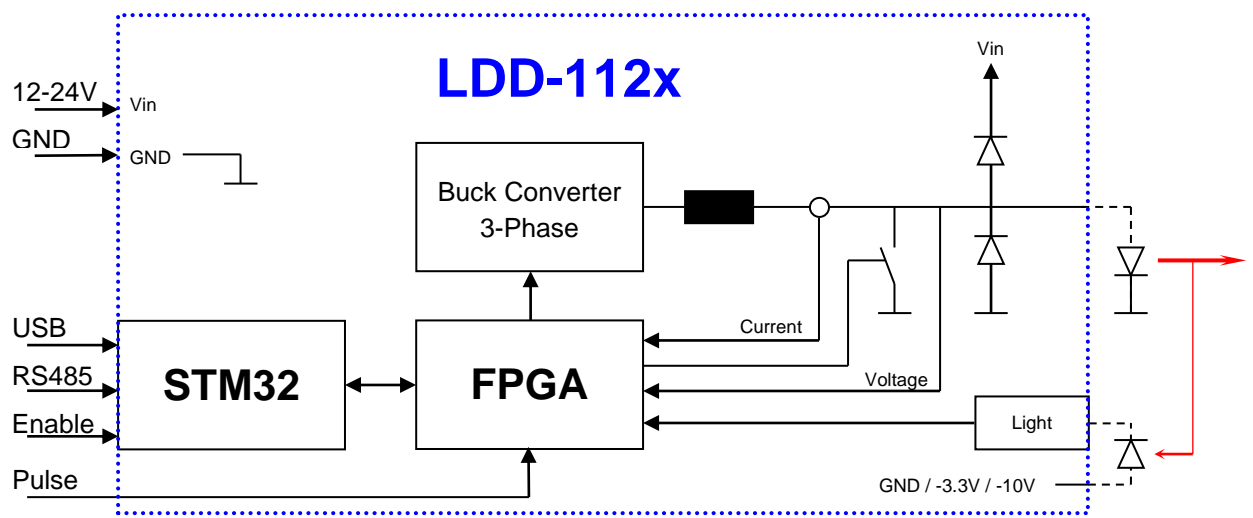 LDD-112x
12-24V
Vin
GND
GND
Vin
Buck Converter
3-Phase
USB
RS485
Enable
Pulse
STM32
FPGA
Current
Voltage
Light
GND / -3.3V / -10V